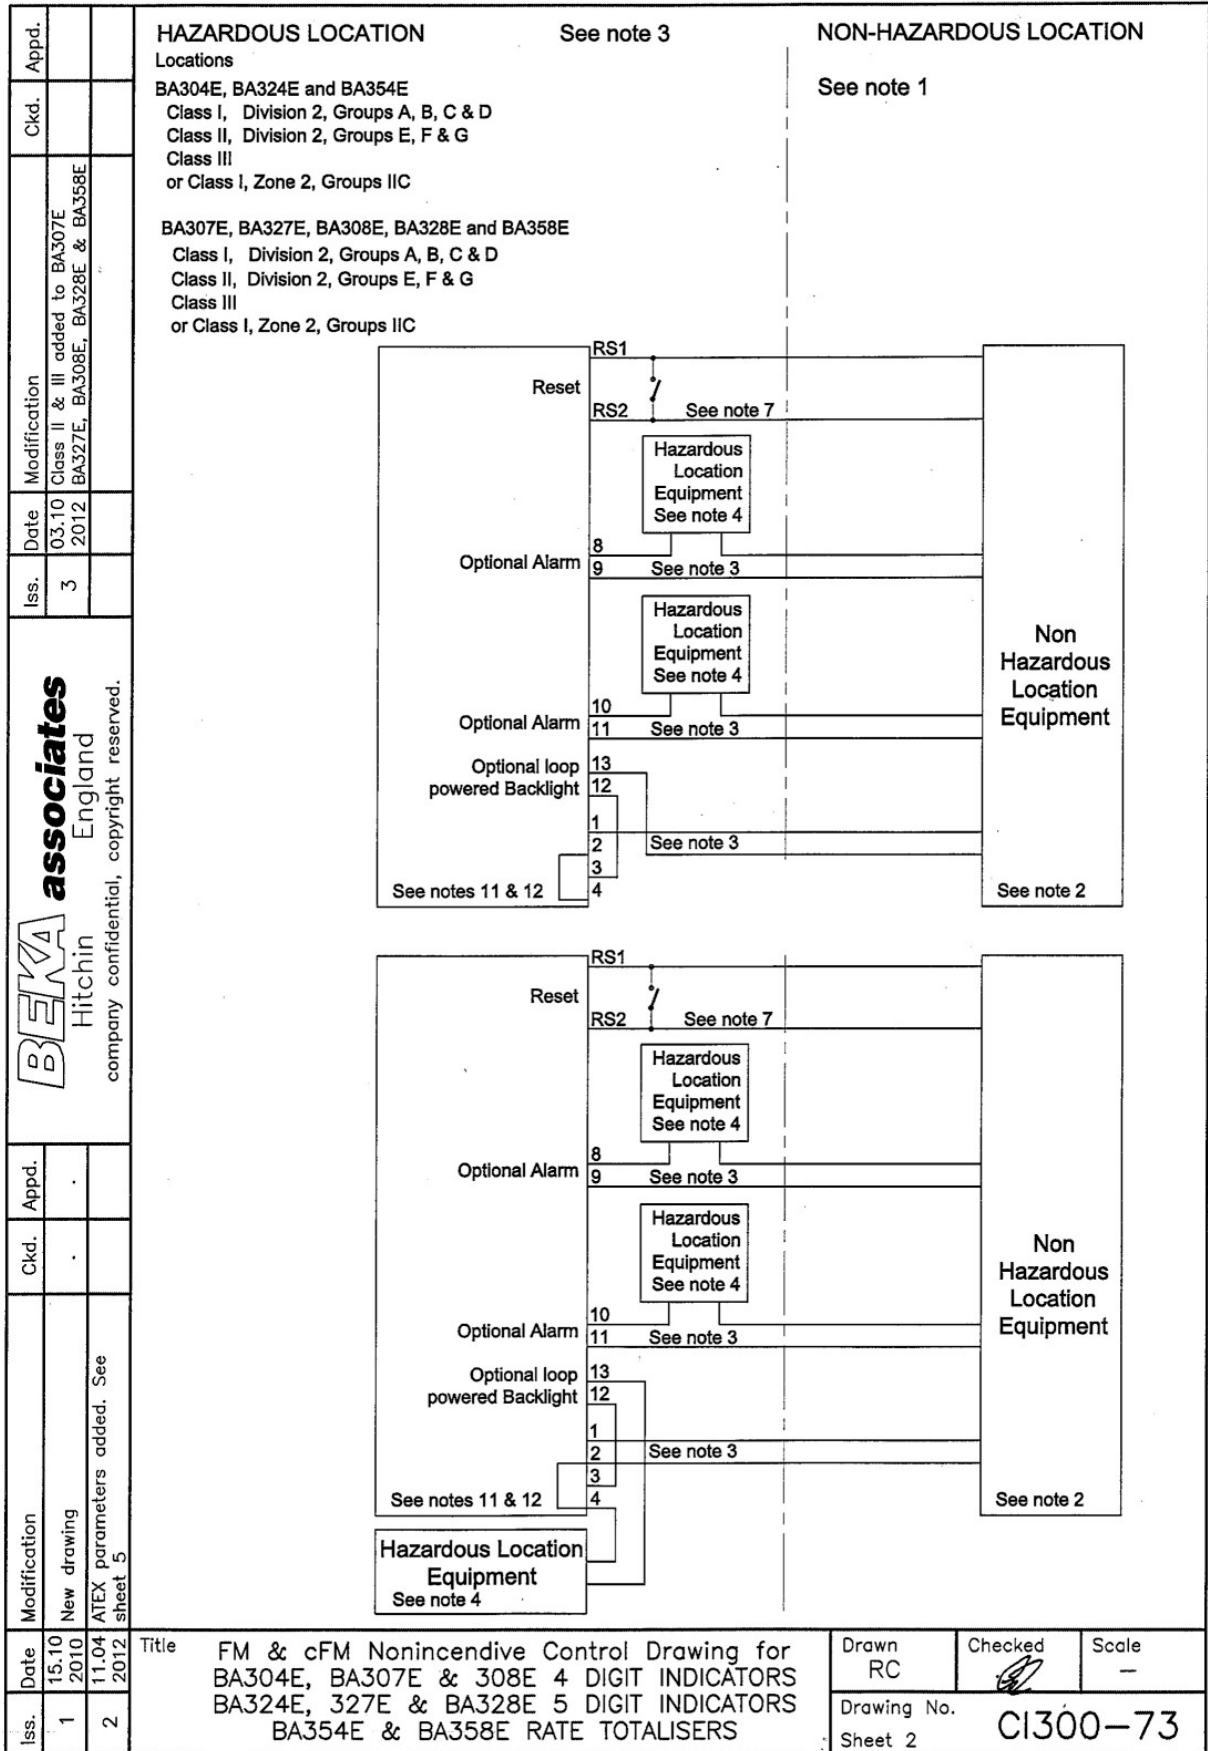 HAZARDOUS LOCATION
See note 3
NON-HAZARDOUS LOCATION
Locations
See note 1
BA304E, BA324E and BA354E
Class I, Division 2, Groups A, B, C & D
Class II, Division 2, Groups E, F & G
Class III
or Class I, Zone 2, Groups IIC
BA307E, BA327E, BA308E, BA328E and BA358E
Class I, Division 2, Groups A, B, C & D
Class II, Division 2, Groups E, F & G
Class III
or Class I, Zone 2, Groups IIC
RS1
Reset
RS2
See note 7
Hazardous
Location
Equipment
See note 4
8
Optional Alarm
9
See note 3
Hazardous
Location
Equipment
See note 4
10
Optional Alarm
11
See note 3
Optional loop
powered Backlight
13
12
1
2
See note 3
3
4
See notes 11 & 12
Non
Hazardous
Location
Equipment
See note 2
RS1
Reset
RS2
See note 7
Hazardous
Location
Equipment
See note 4
8
Optional Alarm
9
See note 3
Hazardous
Location
Equipment
See note 4
10
Optional Alarm
11
See note 3
Optional loop
powered Backlight
13
12
1
2
See note 3
3
4
See notes 11 & 12
Non
Hazardous
Location
Equipment
See note 2
Hazardous Location
Equipment
See note 4
Iss. Date Modification Ckd. Appd.
3 03.10 2012 Class II & III added to BA307E
BA327E, BA308E, BA328E & BA358E
BEKA associates
Hitchin England
company confidential, copyright reserved.
Iss. Date Modification Ckd. Appd.
1 15.10 2010 New drawing . .
2 11.04 2012 ATEX parameters added. See
sheet 5
Title
FM & cFM Nonincendive Control Drawing for
BA304E, BA307E & 308E 4 DIGIT INDICATORS
BA324E, 327E & BA328E 5 DIGIT INDICATORS
BA354E & BA358E RATE TOTALISERS
Drawn
RC
Checked
Scale
—
Drawing No.
CI300-73
Sheet 2